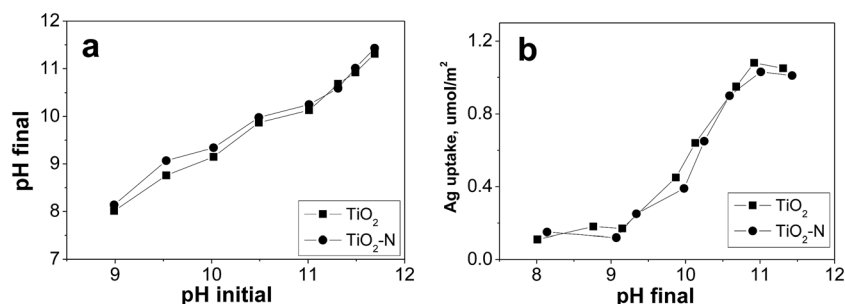 a
12
11
10
9
8
7
pH final
9
10
11
12
pH initial
TiO₂
TiO₂-N
b
1.2
0.8
0.4
0.0
Ag uptake, umol/m²
8
9
10
11
12
pH final
TiO₂
TiO₂-N